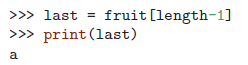 >>> last = fruit[length-1]
>>> print(last)
a